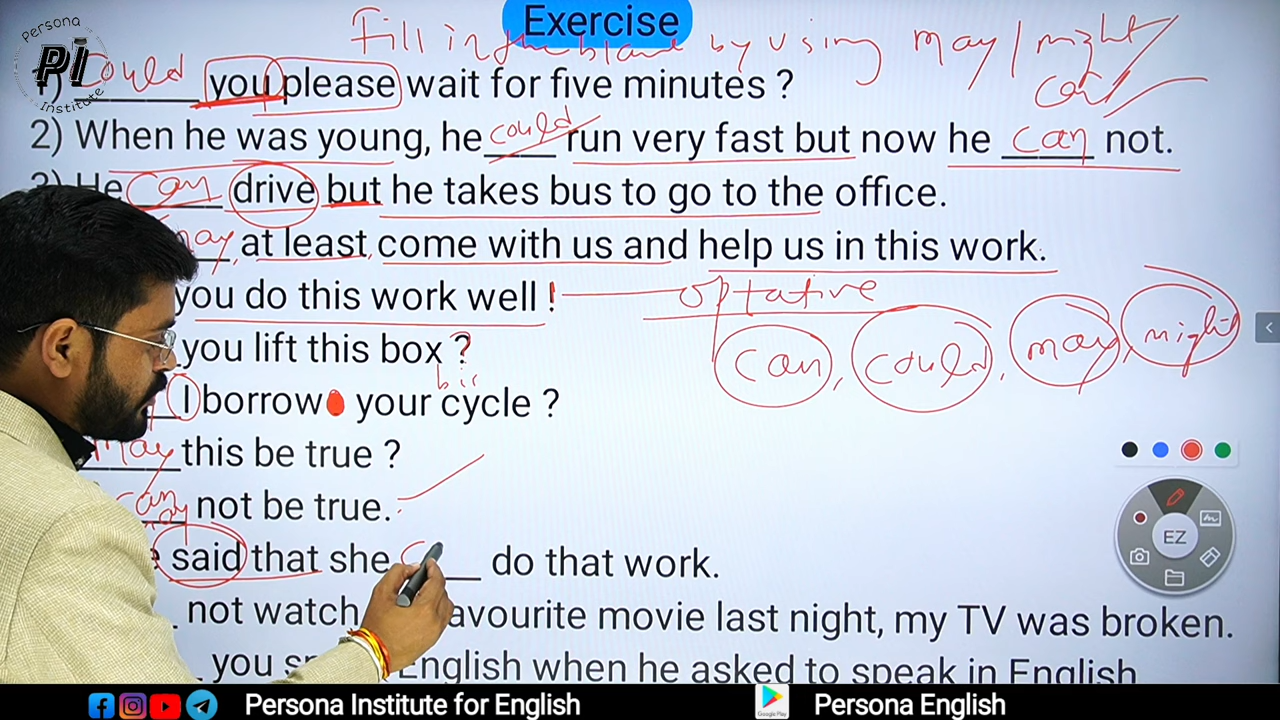 Persona
PI
Institute
Exercise
Fill in the blank by using may/might/
can/
Could you please wait for five minutes ?
2) When he was young, he could run very fast but now he can not.
3) He can drive but he takes bus to go to the office.
may at least come with us and help us in this work.
you do this work well ! optative
can, could, may, might
you lift this box ?
I borrow your cycle ?
may this be true ?
can not be true.
may
said that she do that work.
not watch avourite movie last night, my TV was broken.
you sp English when he asked to speak in English
EZ
Persona Institute for English
Google Play
Persona English